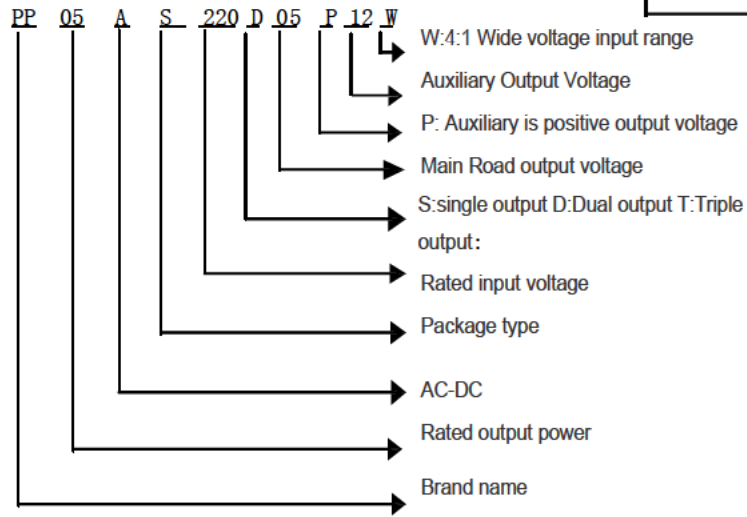 PP 05 A S 220 D 05 P 12 W
W:4:1 Wide voltage input range
Auxiliary Output Voltage
P: Auxiliary is positive output voltage
Main Road output voltage
S:single output D:Dual output T:Triple
output:
Rated input voltage
Package type
AC-DC
Rated output power
Brand name